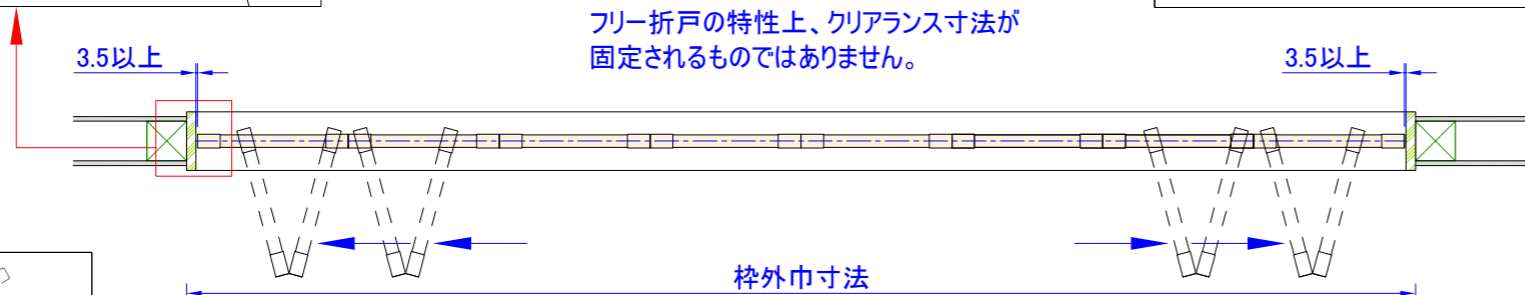 フリー折戸の特性上、クリアランス寸法が
固定されるものではありません。
3.5以上
3.5以上
枠外巾寸法